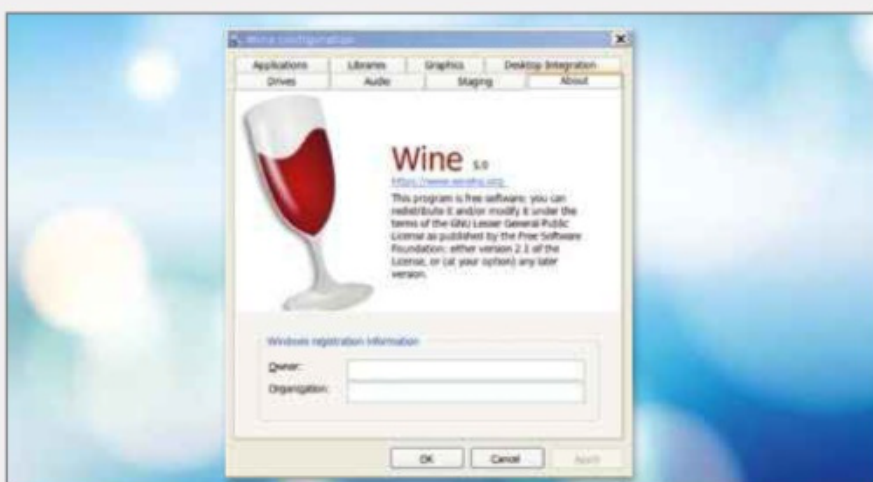 Wine configuration
Applications Libraries Graphics Desktop Integration
Drives Audio Staging About
Wine 5.0
https://www.winehq.org
This program is free software; you can
redistribute it and/or modify it under the
terms of the GNU Lesser General Public
License as published by the Free Software
Foundation; either version 2.1 of the
License, or (at your option) any later
version.
Windows registration information
Owner:
Organization:
OK Cancel Apply